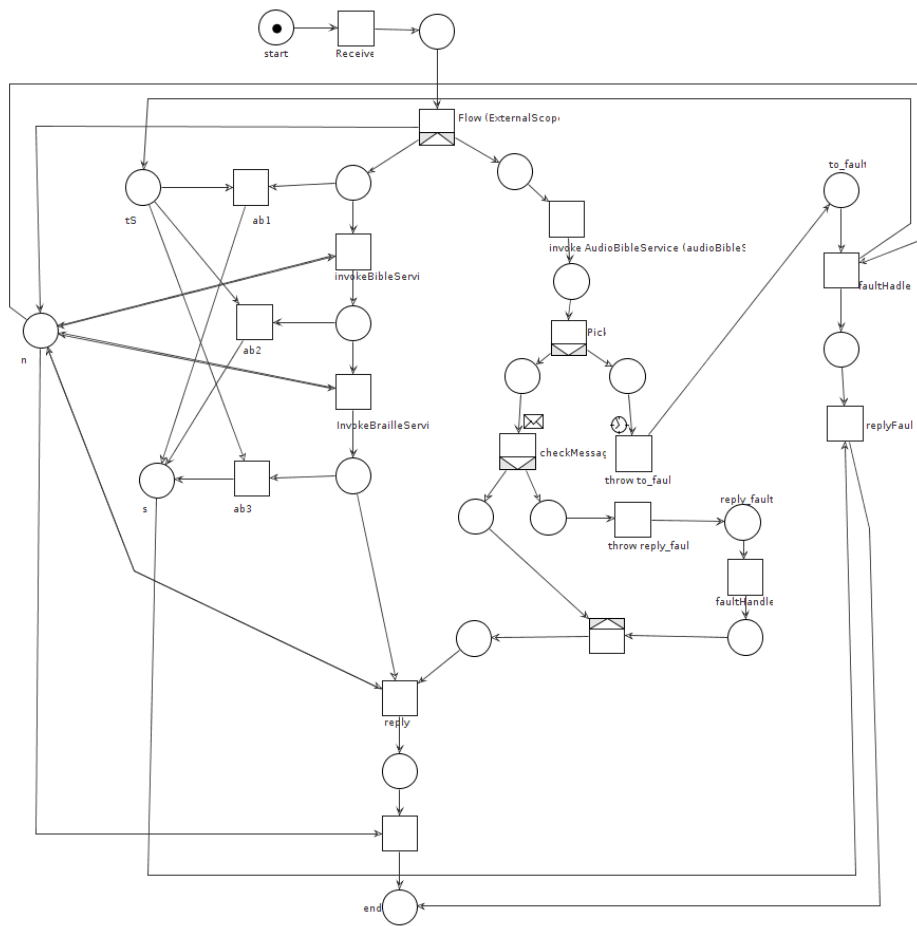 start
Receive
Flow (ExternalScope
to_fault
tS
ab1
invoke AudioBibleService (audioBibleS
invokeBibleServi
faultHadle
n
ab2
Pick
InvokeBrailleServi
replyFaul
checkMessag
s
ab3
throw to_faul
reply_fault
throw reply_faul
faultHandle
reply
end